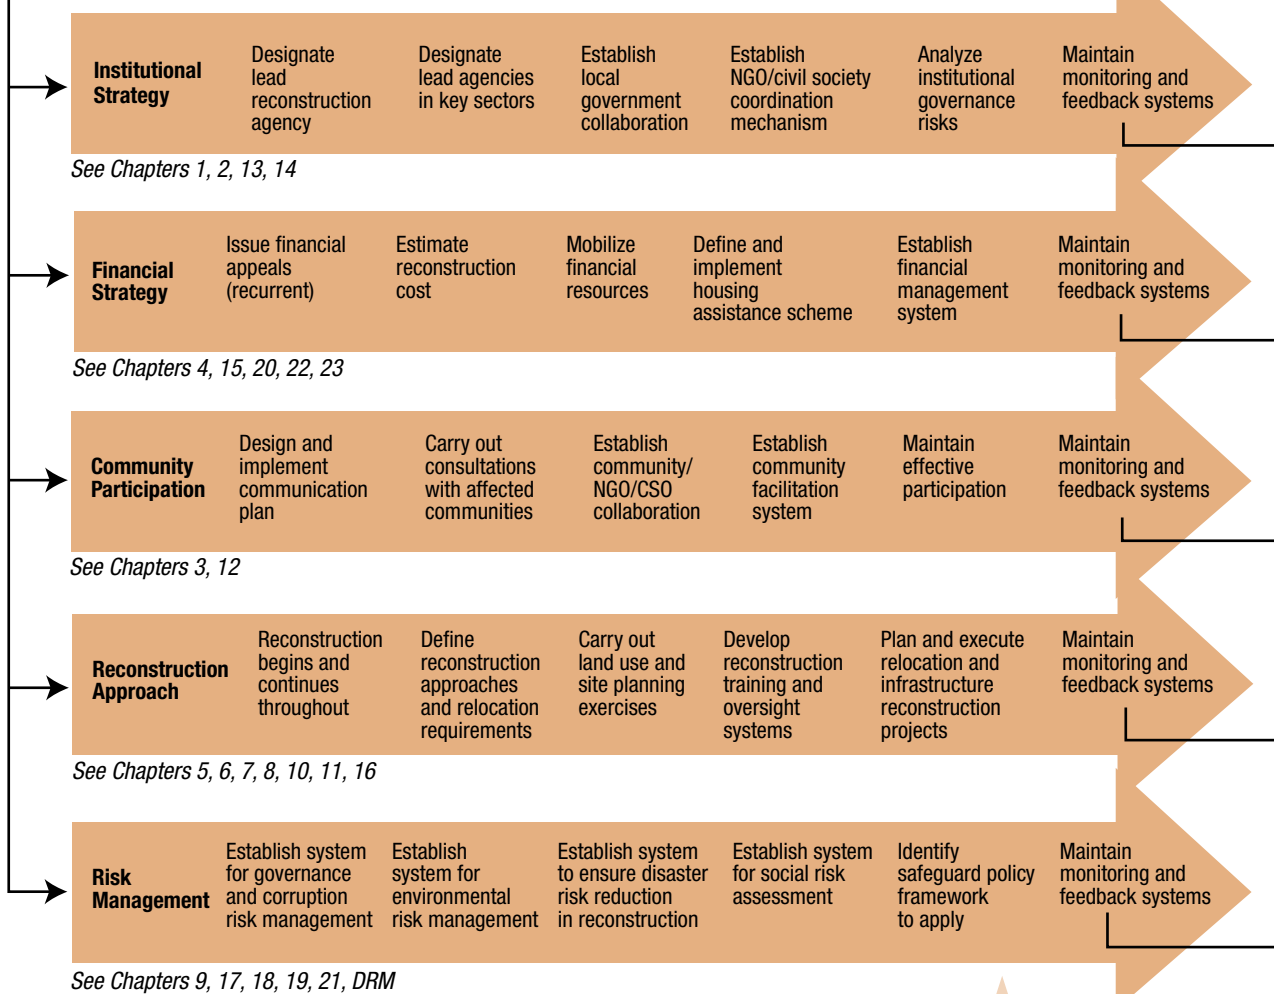 Institutional
Strategy
Designate
lead
reconstruction
agency
Designate
lead agencies
in key sectors
Establish
local
government
collaboration
Establish
NGO/civil society
coordination
mechanism
Analyze
institutional
governance
risks
Maintain
monitoring and
feedback systems
See Chapters 1, 2, 13, 14
Financial
Strategy
Issue financial
appeals
(recurrent)
Estimate
reconstruction
cost
Mobilize
financial
resources
Define and
implement
housing
assistance scheme
Establish
financial
management
system
Maintain
monitoring and
feedback systems
See Chapters 4, 15, 20, 22, 23
Community
Participation
Design and
implement
communication
plan
Carry out
consultations
with affected
communities
Establish
community/
NGO/CSO
collaboration
Establish
community
facilitation
system
Maintain
effective
participation
Maintain
monitoring and
feedback systems
See Chapters 3, 12
Reconstruction
Approach
Reconstruction
begins and
continues
throughout
Define
reconstruction
approaches
and relocation
requirements
Carry out
land use and
site planning
exercises
Develop
reconstruction
training and
oversight
systems
Plan and execute
relocation and
infrastructure
reconstruction
projects
Maintain
monitoring and
feedback systems
See Chapters 5, 6, 7, 8, 10, 11, 16
Risk
Management
Establish system
for governance
and corruption
risk management
Establish
system for
environmental
risk management
Establish system
to ensure disaster
risk reduction
in reconstruction
Establish system
for social risk
assessment
Identify
safeguard policy
framework
to apply
Maintain
monitoring and
feedback systems
See Chapters 9, 17, 18, 19, 21, DRM